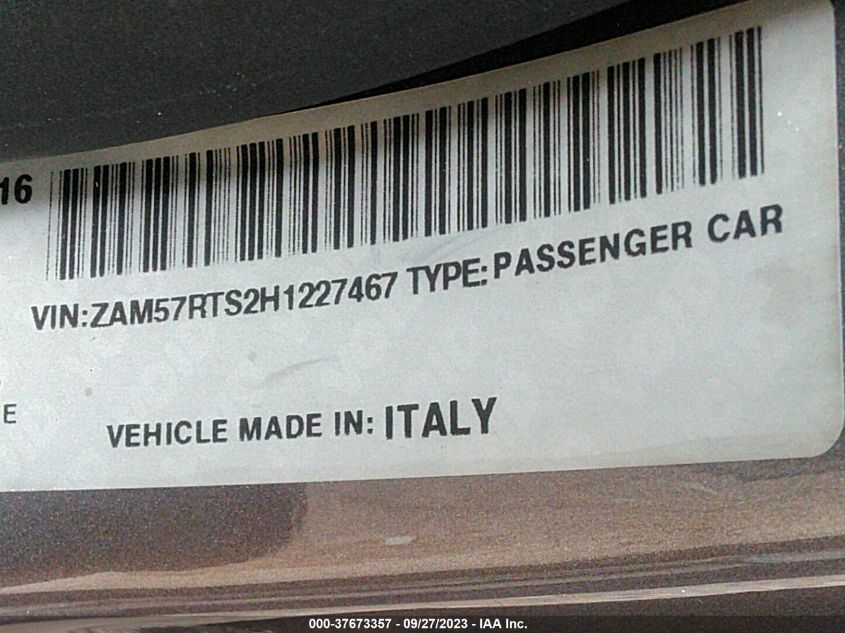 16
VIN:ZAM57RTS2H1227467 TYPE:PASSENGER CAR
E
VEHICLE MADE IN: ITALY
000-37673357 - 09/27/2023 - IAA Inc.